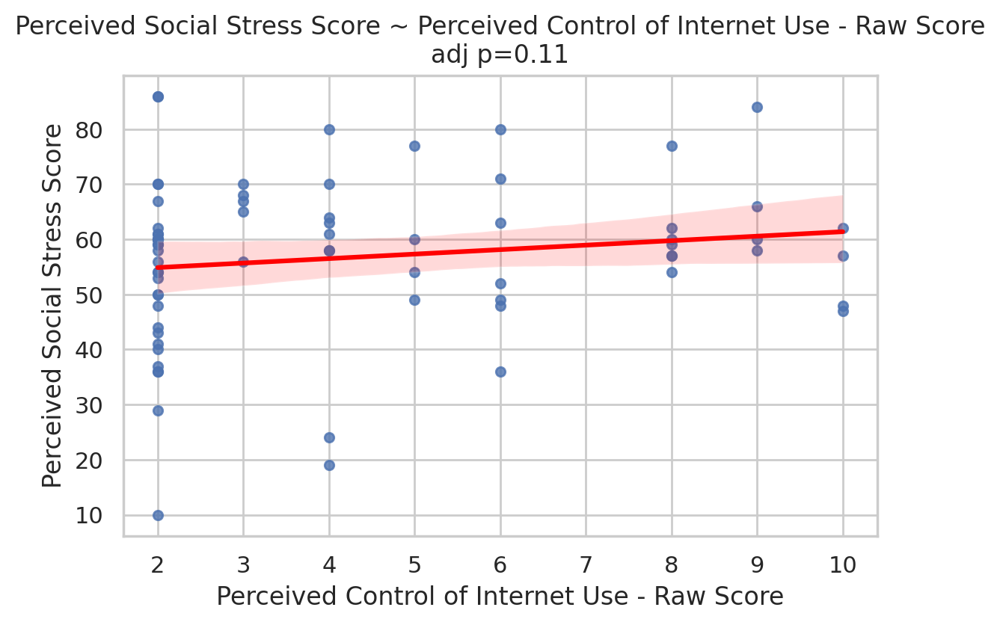 Perceived Social Stress Score ~ Perceived Control of Internet Use - Raw Score
adj p=0.11
Perceived Social Stress Score
80
70
60
50
40
30
20
10
2 3 4 5 6 7 8 9 10
Perceived Control of Internet Use - Raw Score